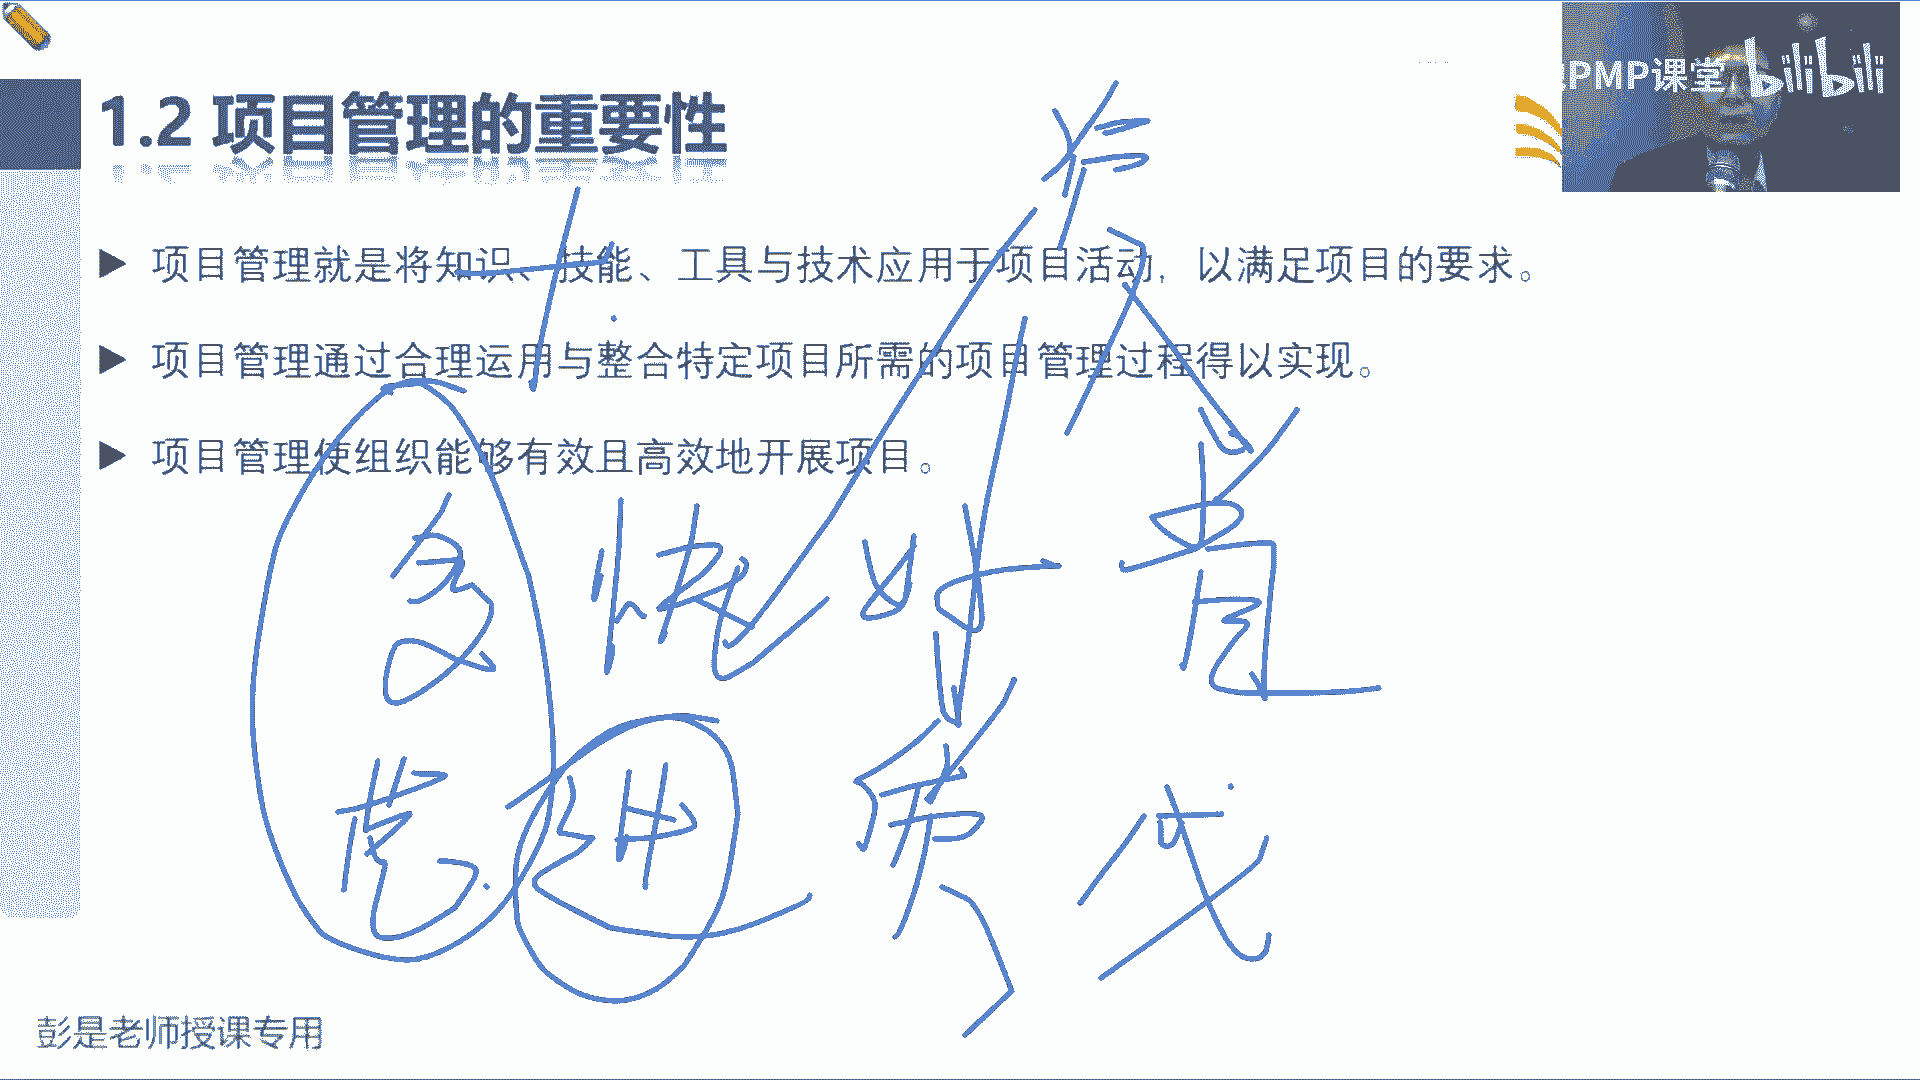 PMP课堂 bilibili
1.2 项目管理的重要性
项目管理就是将知识、技能、工具与技术应用于项目活动，以满足项目的要求。
项目管理通过合理运用与整合特定项目所需的项目管理过程得以实现。
项目管理使组织能够有效且高效地开展项目。
多 快 好 省
范 进 质 成
彭是老师授课专用